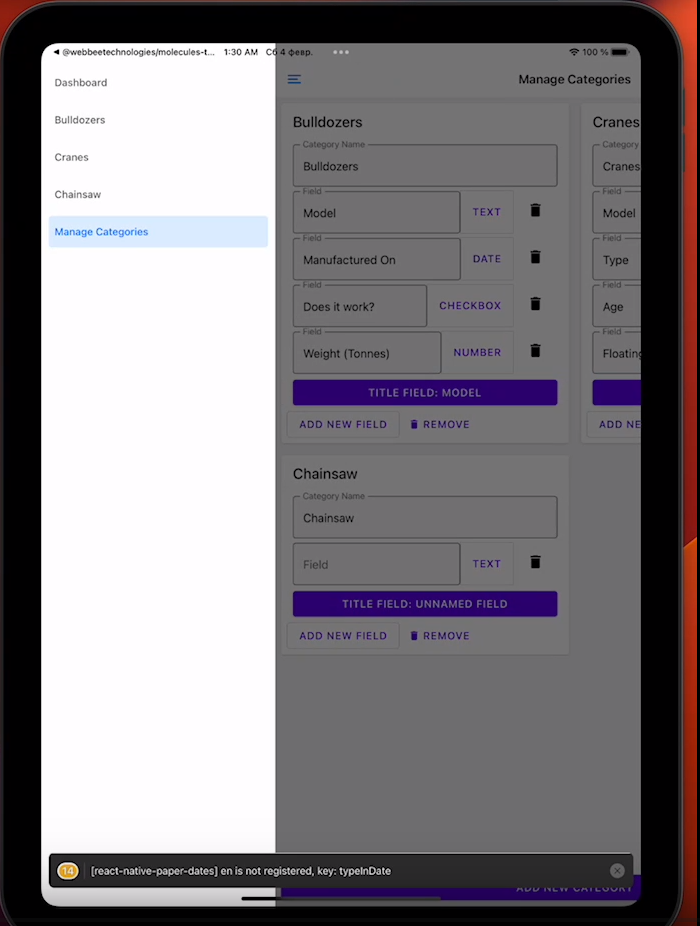 ◀ @webbeetechnologies/molecules-t... 1:30 AM Сб 4 февр. 100 %
Dashboard
Bulldozers
Cranes
Chainsaw
Manage Categories
Manage Categories
Bulldozers
Category Name
Bulldozers
Field
Model TEXT
Field
Manufactured On DATE
Field
Does it work? CHECKBOX
Field
Weight (Tonnes) NUMBER
TITLE FIELD: MODEL
ADD NEW FIELD REMOVE
Cranes
Category
Cranes
Field
Model
Field
Type
Field
Age
Field
Floating
ADD NE
Chainsaw
Category Name
Chainsaw
Field TEXT
TITLE FIELD: UNNAMED FIELD
ADD NEW FIELD REMOVE
14 [react-native-paper-dates] en is not registered, key: typeInDate
ADD NEW CATEGORY